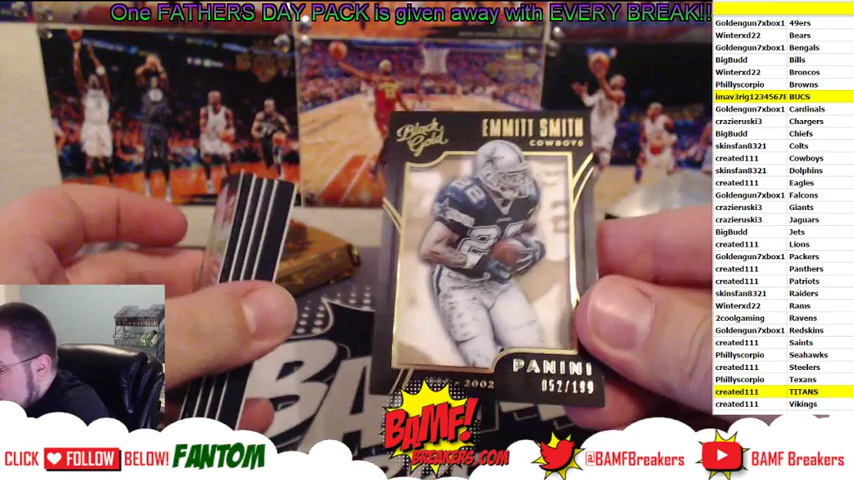 One FATHERS DAY PACK is given away with EVERY BREAK!!
Black Gold
EMMITT SMITH
COWBOYS
PANINI
2002
052/199
Goldengun7xbox1 49ers
Winterxd22 Bears
Goldengun7xbox1 Bengals
BigBudd Bills
Winterxd22 Broncos
Phillyscorpio Browns
imav3rig12345678 BUCS
Goldengun7xbox1 Cardinals
crazieruski3 Chargers
BigBudd Chiefs
skinsfan8321 Colts
created111 Cowboys
skinsfan8321 Dolphins
created111 Eagles
Goldengun7xbox1 Falcons
crazieruski3 Giants
crazieruski3 Jaguars
BigBudd Jets
created111 Lions
Goldengun7xbox1 Packers
created111 Panthers
created111 Patriots
skinsfan8321 Raiders
Winterxd22 Rams
2coolgaming Ravens
Goldengun7xbox1 Redskins
created111 Saints
Phillyscorpio Seahawks
created111 Steelers
Phillyscorpio Texans
created111 TITANS
created111 Vikings
BAMF!
BREAKERS.COM
CLICK FOLLOW BELOW! FANTOM
@BAMFBreakers
BAMF Breakers